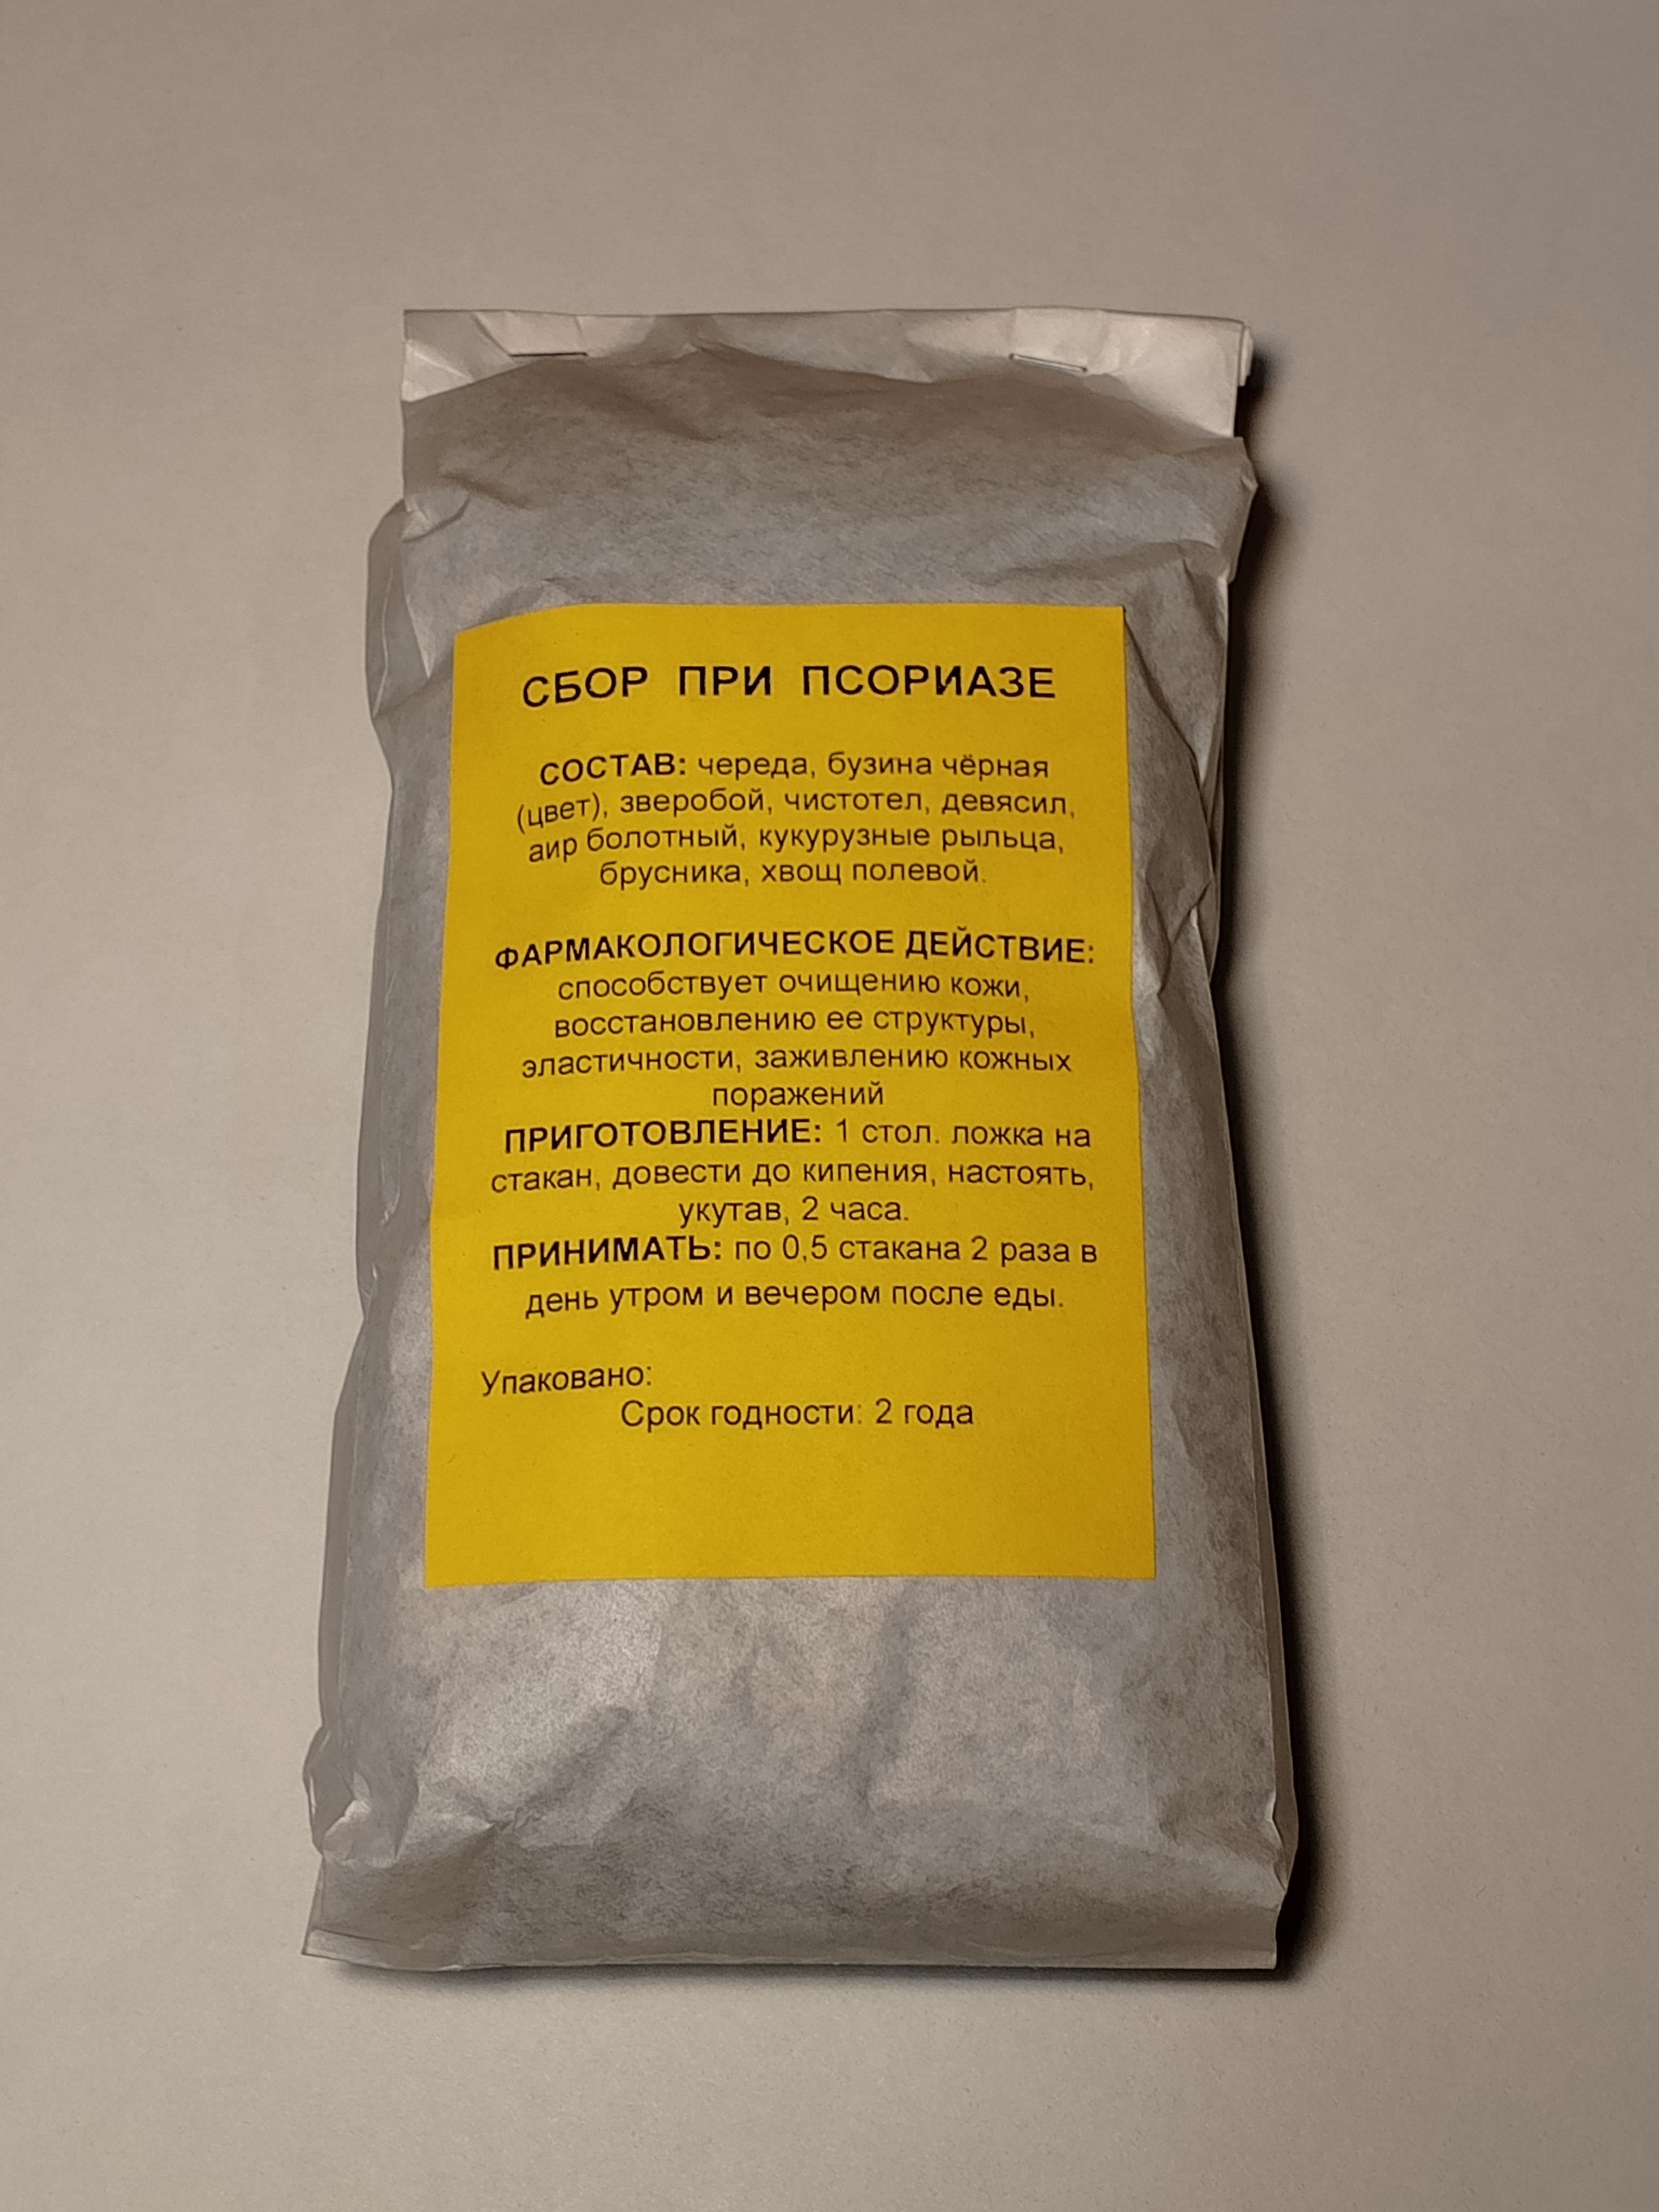 СБОР ПРИ ПСОРИАЗЕ
СОСТАВ: череда, бузина чёрная
(цвет), зверобой, чистотел, девясил,
аир болотный, кукурузные рыльца,
брусника, хвощ полевой.
ФАРМАКОЛОГИЧЕСКОЕ ДЕЙСТВИЕ:
способствует очищению кожи,
восстановлению ее структуры,
эластичности, заживлению кожных
поражений
ПРИГОТОВЛЕНИЕ: 1 стол. ложка на
стакан, довести до кипения, настоять,
укутав, 2 часа.
ПРИНИМАТЬ: по 0,5 стакана 2 раза в
день утром и вечером после еды.
Упаковано:
Срок годности: 2 года